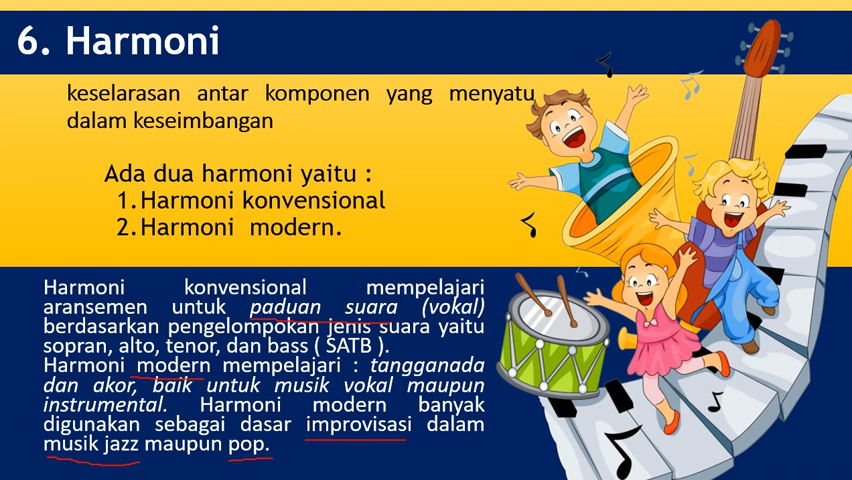 6. Harmoni
keselarasan antar komponen yang menyatu
dalam keseimbangan
Ada dua harmoni yaitu :
1. Harmoni konvensional
2. Harmoni modern.
Harmoni konvensional mempelajari
aransemen untuk paduan suara (vokal)
berdasarkan pengelompokan jenis suara yaitu
sopran, alto, tenor, dan bass ( SATB ).
Harmoni modern mempelajari : tangganada
dan akor, baik untuk musik vokal maupun
instrumental. Harmoni modern banyak
digunakan sebagai dasar improvisasi dalam
musik jazz maupun pop.